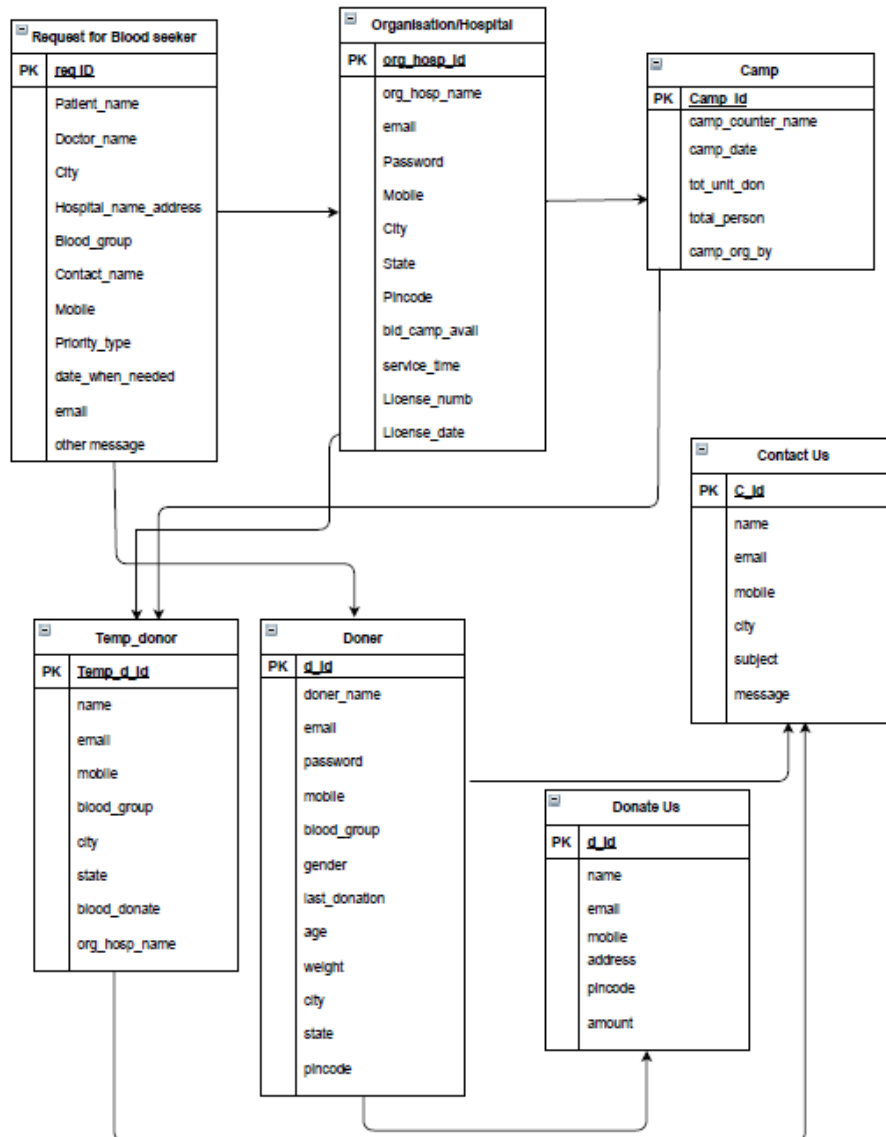 Request for Blood seeker
PK req ID
Patient_name
Doctor_name
City
Hospital_name_address
Blood_group
Contact_name
Mobile
Priority_type
date_when_needed
email
other message
Organisation/Hospital
PK org_hosp_id
org_hosp_name
email
Password
Mobile
City
State
Pincode
bld_camp_avail
service_time
License_numb
License_date
Camp
PK Camp_id
camp_counter_name
camp_date
tot_unit_don
total_person
camp_org_by
Contact Us
PK C_id
name
email
mobile
city
subject
message
Temp_donor
PK Temp_d_id
name
email
mobile
blood_group
city
state
blood_donate
org_hosp_name
Doner
PK d_id
doner_name
email
password
mobile
blood_group
gender
last_donation
age
weight
city
state
pincode
Donate Us
PK d_id
name
email
mobile
address
pincode
amount